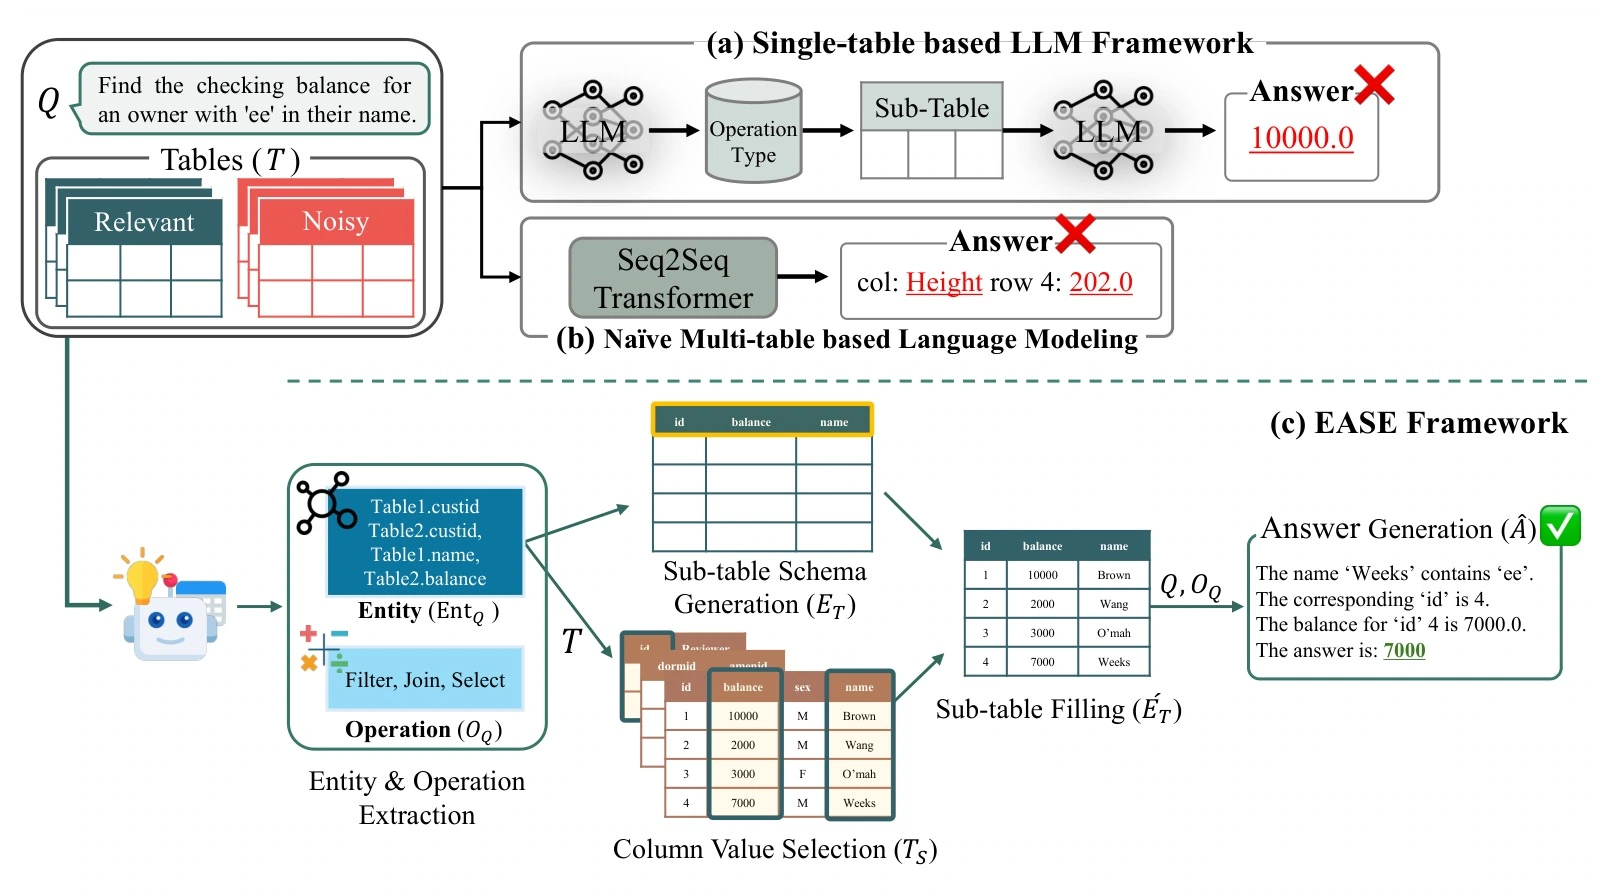 Q
Find the checking balance for
an owner with 'ee' in their name.
Tables (T)
Relevant
Noisy
(a) Single-table based LLM Framework
LLM
Operation
Type
Sub-Table
LLM
Answer
10000.0
Seq2Seq
Transformer
Answer
col: Height row 4: 202.0
(b) Naïve Multi-table based Language Modeling
(c) EASE Framework
Table1.custid
Table2.custid,
Table1.name,
Table2.balance
Entity (Ent_Q)
Filter, Join, Select
Operation (O_Q)
Entity & Operation
Extraction
id balance name
Sub-table Schema
Generation (E_T)
T
id Reviewer
dormid amenid
id balance sex name
1 10000 M Brown
2 2000 M Wang
3 3000 F O’mah
4 7000 M Weeks
Column Value Selection (T_S)
id balance name
1 10000 Brown
2 2000 Wang
3 3000 O’mah
4 7000 Weeks
Sub-table Filling (É_T)
Q, O_Q
Answer Generation (Â)
The name ‘Weeks’ contains ‘ee’.
The corresponding ‘id’ is 4.
The balance for ‘id’ 4 is 7000.0.
The answer is: 7000